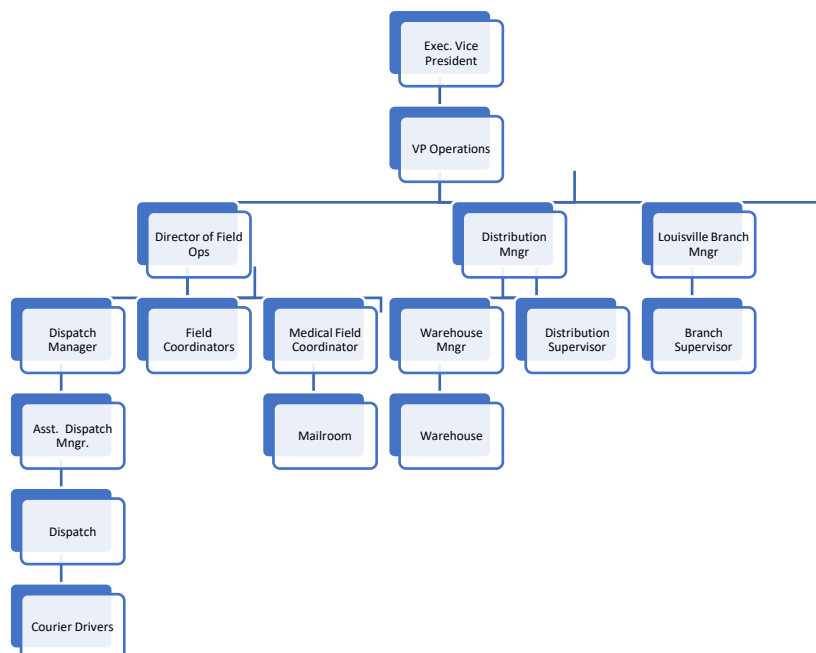 Exec. Vice
President
VP Operations
Director of Field
Ops
Distribution
Mngr
Louisville Branch
Mngr
Dispatch
Manager
Field
Coordinators
Medical Field
Coordinator
Warehouse
Mngr
Distribution
Supervisor
Branch
Supervisor
Asst. Dispatch
Mngr.
Mailroom
Warehouse
Dispatch
Courier Drivers